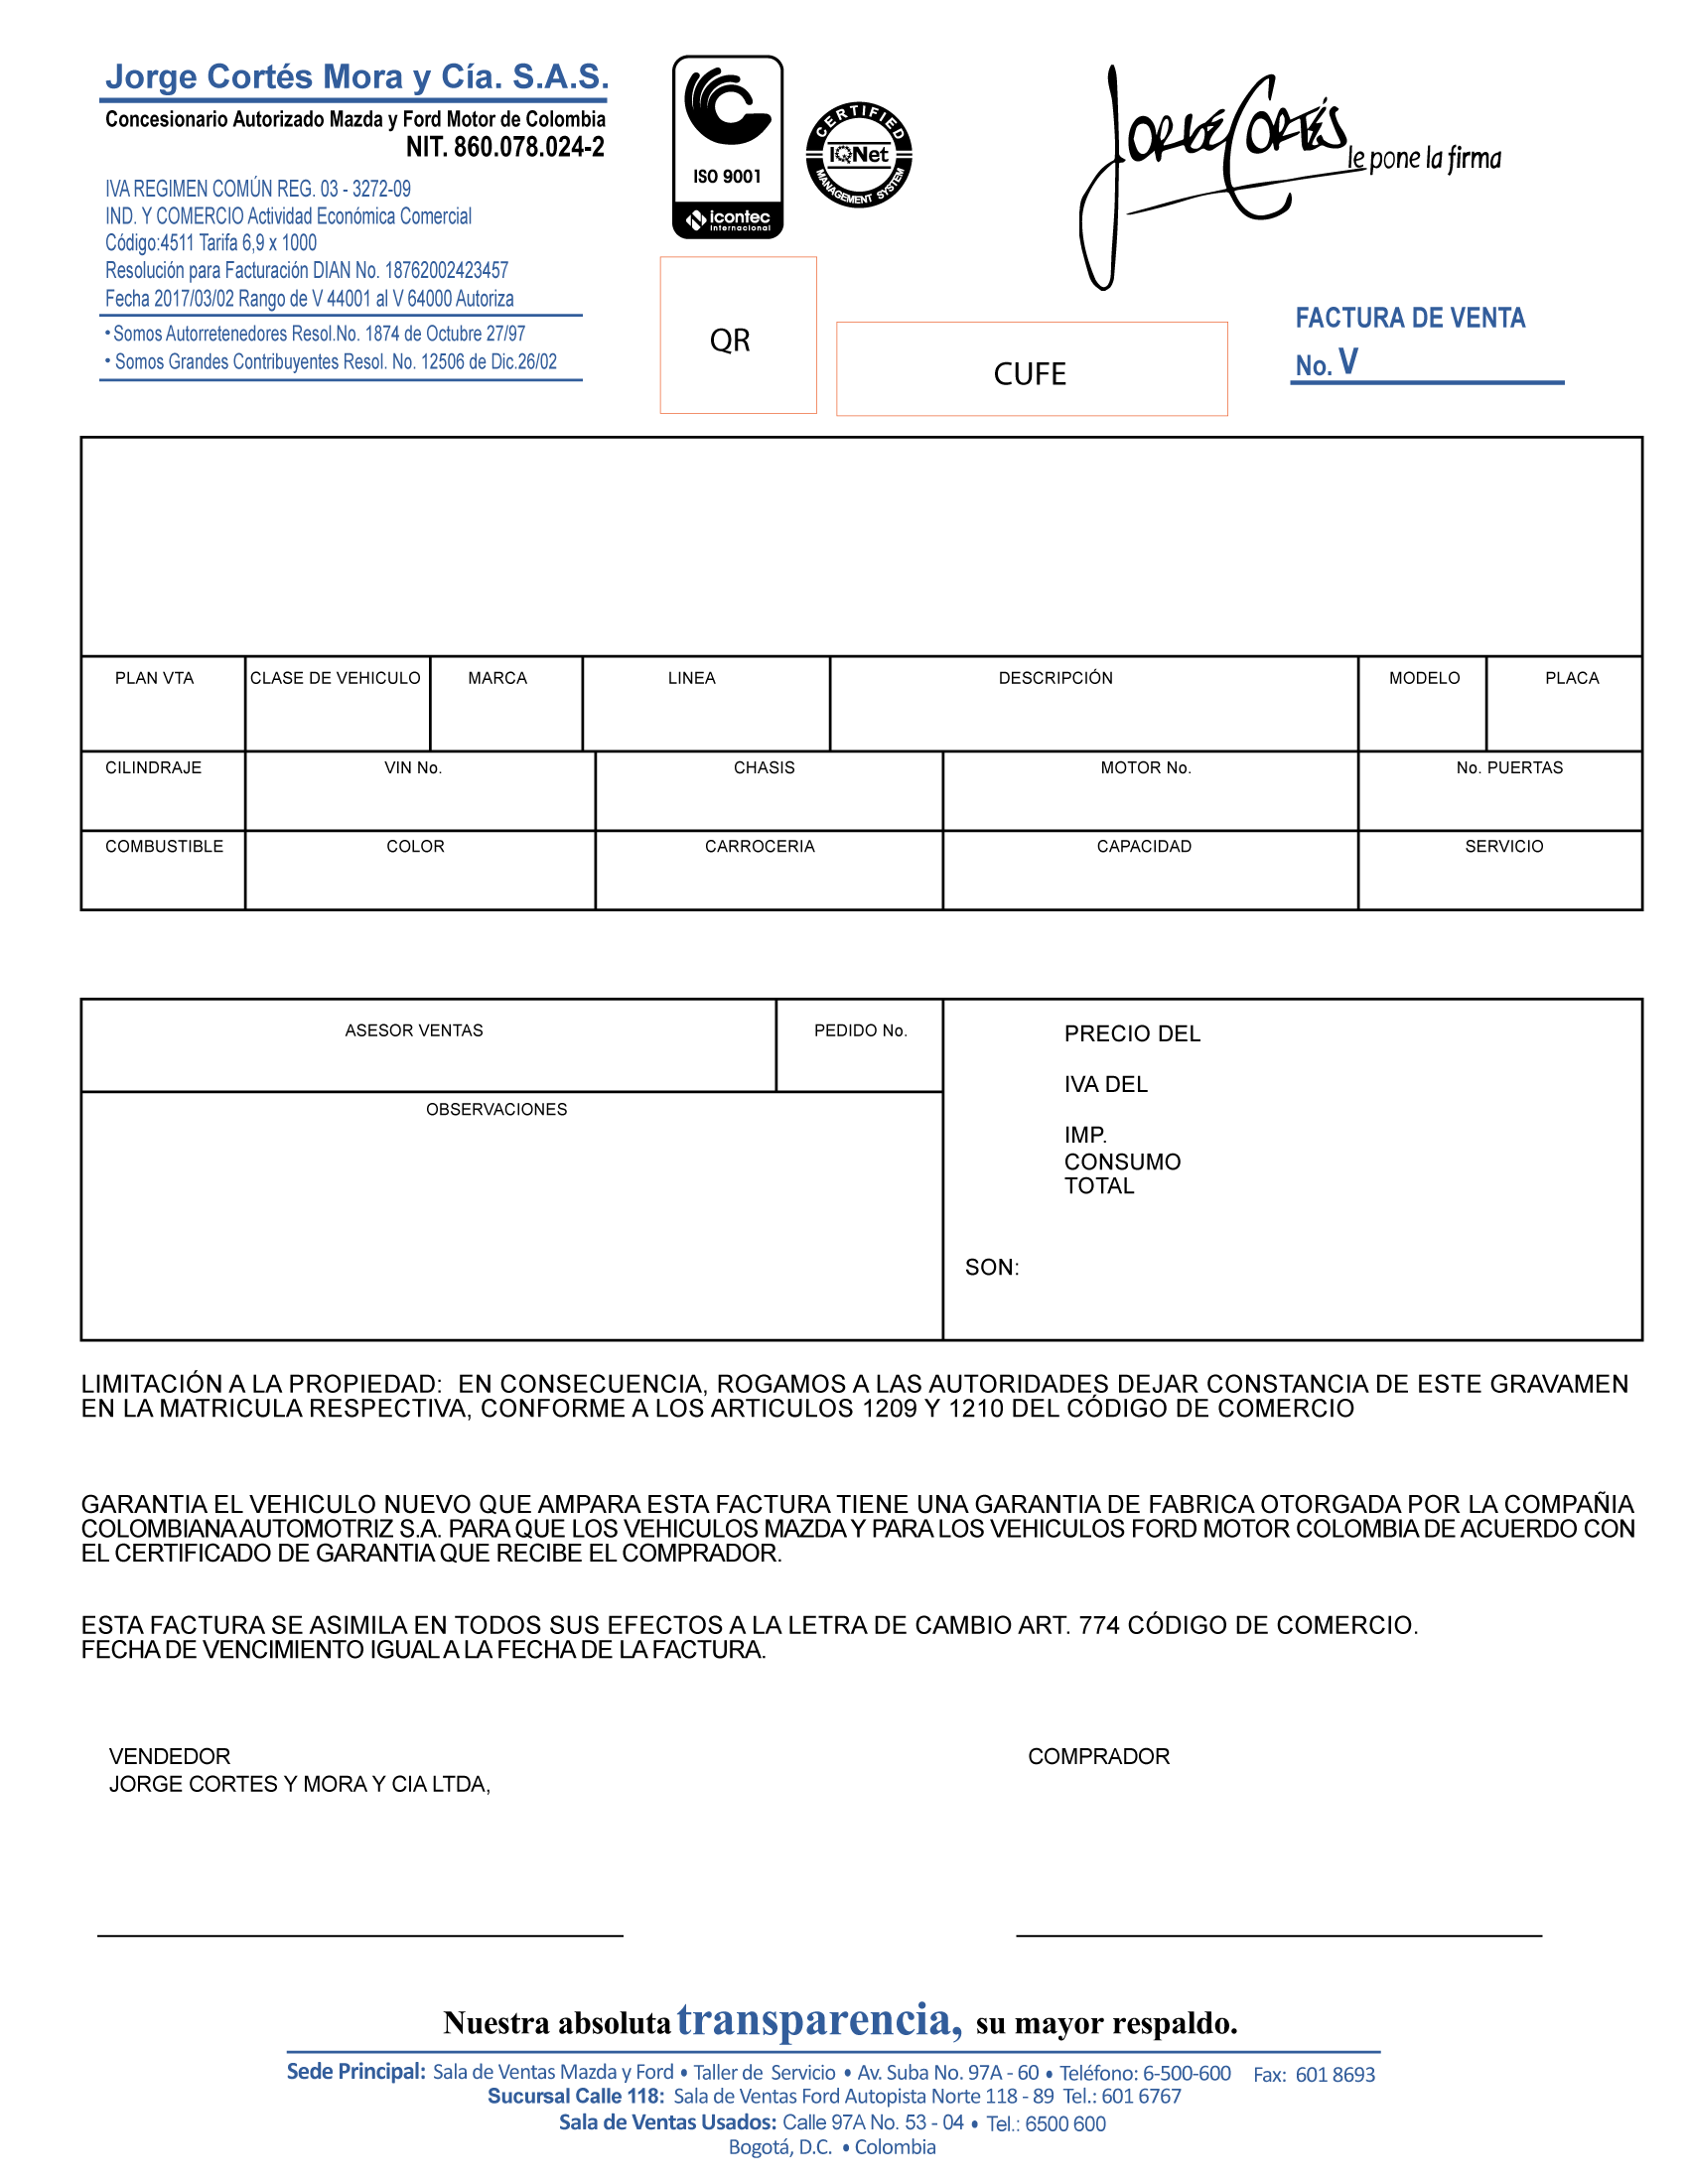 Jorge Cortés Mora y Cía. S.A.S.
Concesionario Autorizado Mazda y Ford Motor de Colombia
NIT. 860.078.024-2
IVA REGIMEN COMÚN REG. 03 - 3272-09
IND. Y COMERCIO Actividad Económica Comercial
Código:4511 Tarifa 6,9 x 1000
Resolución para Facturación DIAN No. 18762002423457
Fecha 2017/03/02 Rango de V 44001 al V 64000 Autoriza
• Somos Autorretenedores Resol.No. 1874 de Octubre 27/97
• Somos Grandes Contribuyentes Resol. No. 12506 de Dic.26/02
ISO 9001
icontec
internacional
CERTIFIED
IQNet
MANAGEMENT SYSTEM
JORGE CORTÉS
le pone la firma
QR
CUFE
FACTURA DE VENTA
No. V
PLAN VTA CLASE DE VEHICULO MARCA LINEA DESCRIPCIÓN MODELO PLACA
CILINDRAJE VIN No. CHASIS MOTOR No. No. PUERTAS
COMBUSTIBLE COLOR CARROCERIA CAPACIDAD SERVICIO
ASESOR VENTAS PEDIDO No.
OBSERVACIONES
PRECIO DEL
IVA DEL
IMP.
CONSUMO
TOTAL
SON:
LIMITACIÓN A LA PROPIEDAD: EN CONSECUENCIA, ROGAMOS A LAS AUTORIDADES DEJAR CONSTANCIA DE ESTE GRAVAMEN
EN LA MATRICULA RESPECTIVA, CONFORME A LOS ARTICULOS 1209 Y 1210 DEL CÓDIGO DE COMERCIO
GARANTIA EL VEHICULO NUEVO QUE AMPARA ESTA FACTURA TIENE UNA GARANTIA DE FABRICA OTORGADA POR LA COMPAÑIA
COLOMBIANA AUTOMOTRIZ S.A. PARA QUE LOS VEHICULOS MAZDA Y PARA LOS VEHICULOS FORD MOTOR COLOMBIA DE ACUERDO CON
EL CERTIFICADO DE GARANTIA QUE RECIBE EL COMPRADOR.
ESTA FACTURA SE ASIMILA EN TODOS SUS EFECTOS A LA LETRA DE CAMBIO ART. 774 CÓDIGO DE COMERCIO.
FECHA DE VENCIMIENTO IGUAL A LA FECHA DE LA FACTURA.
VENDEDOR
JORGE CORTES Y MORA Y CIA LTDA,
COMPRADOR
Nuestra absoluta transparencia, su mayor respaldo.
Sede Principal: Sala de Ventas Mazda y Ford • Taller de Servicio • Av. Suba No. 97A - 60 • Teléfono: 6-500-600 Fax: 601 8693
Sucursal Calle 118: Sala de Ventas Ford Autopista Norte 118 - 89 Tel.: 601 6767
Sala de Ventas Usados: Calle 97A No. 53 - 04 • Tel.: 6500 600
Bogotá, D.C. • Colombia